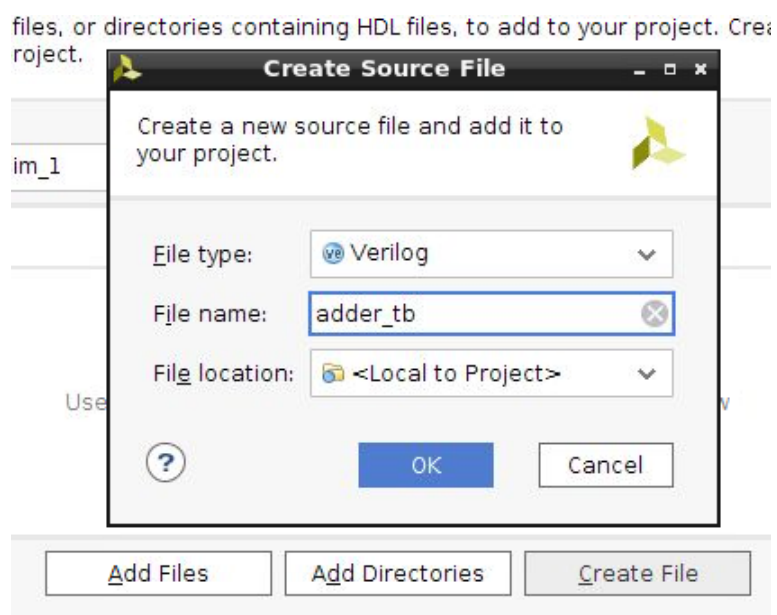 files, or directories containing HDL files, to add to your project. Crea
roject.
Create Source File
Create a new source file and add it to
your project.
im_1
File type:
ve Verilog
File name:
adder_tb
File location:
<Local to Project>
Use
w
?
OK
Cancel
Add Files
Add Directories
Create File